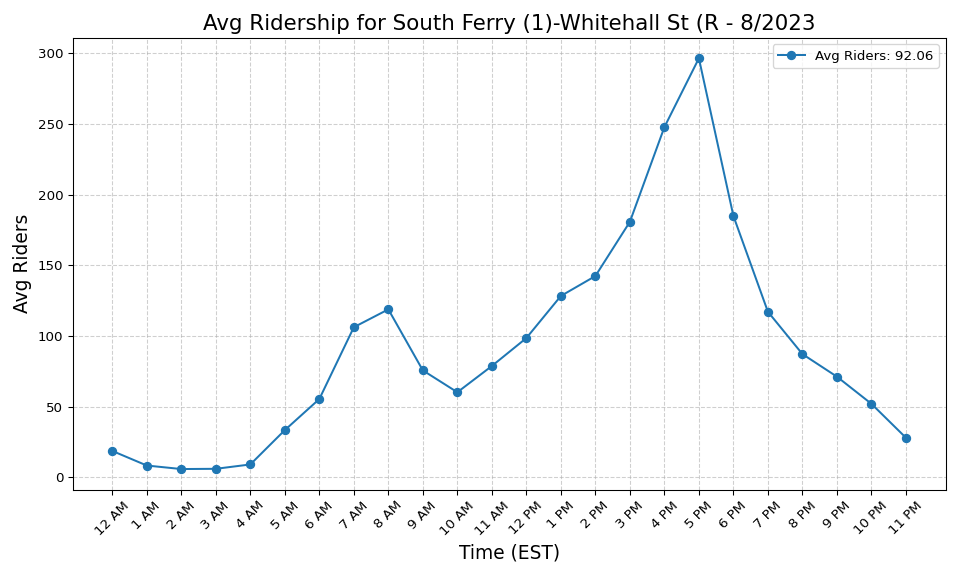 Avg Ridership for South Ferry (1)-Whitehall St (R - 8/2023
Avg Riders: 92.06
Avg Riders
300
250
200
150
100
50
0
12 AM
1 AM
2 AM
3 AM
4 AM
5 AM
6 AM
7 AM
8 AM
9 AM
10 AM
11 AM
12 PM
1 PM
2 PM
3 PM
4 PM
5 PM
6 PM
7 PM
8 PM
9 PM
10 PM
11 PM
Time (EST)